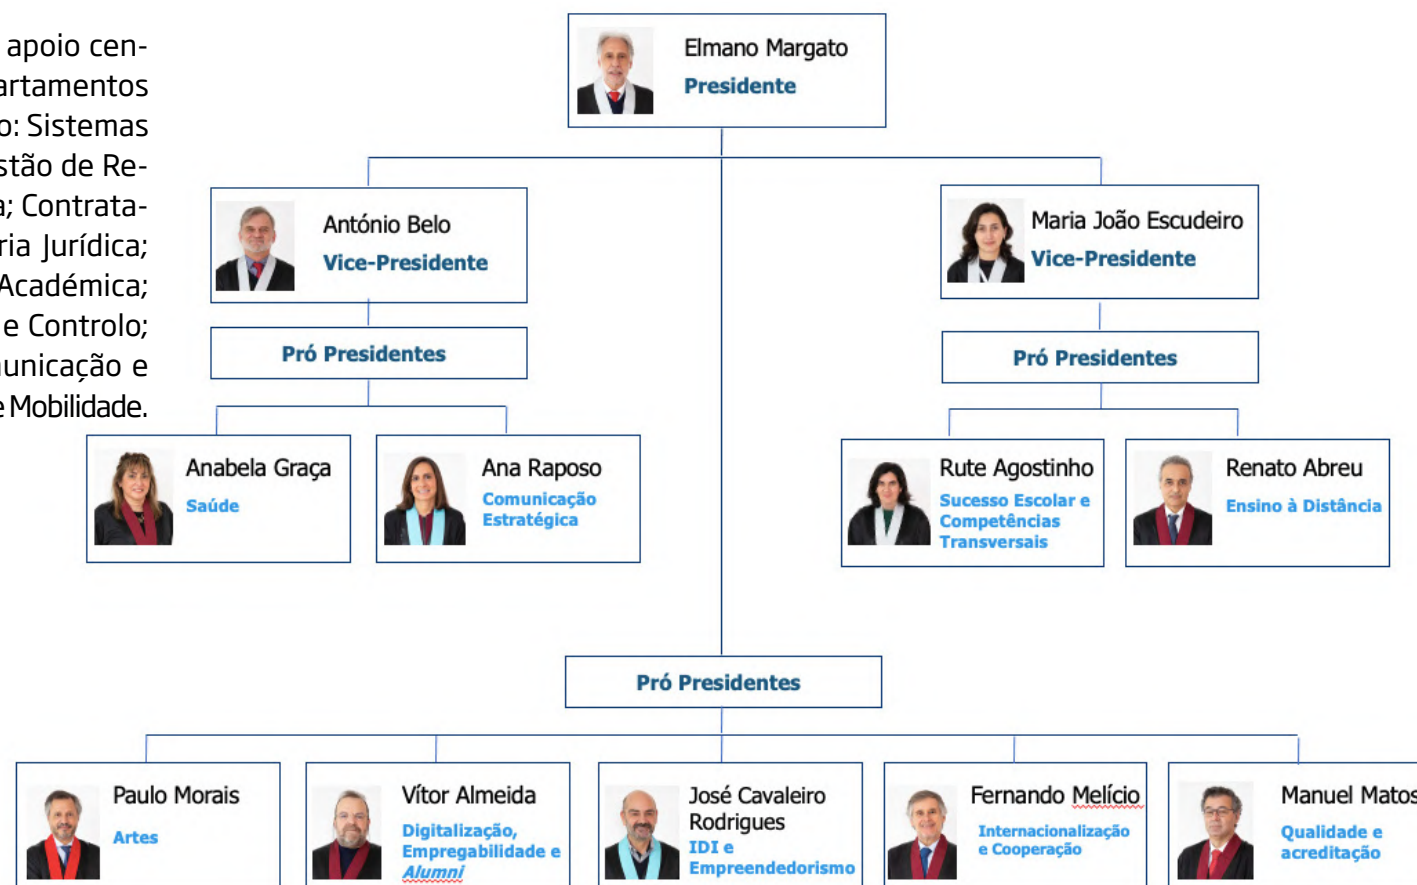 apoio cen-
artamentos
o: Sistemas
stão de Re-
a; Contrata-
ria Jurídica;
Académica;
e Controlo;
unicação e
e Mobilidade.
Elmano Margato
Presidente
António Belo
Vice-Presidente
Maria João Escudeiro
Vice-Presidente
Pró Presidentes
Pró Presidentes
Anabela Graça
Saúde
Ana Raposo
Comunicação
Estratégica
Rute Agostinho
Sucesso Escolar e
Competências
Transversais
Renato Abreu
Ensino à Distância
Pró Presidentes
Paulo Morais
Artes
Vítor Almeida
Digitalização,
Empregabilidade e
Alumni
José Cavaleiro
Rodrigues
IDI e
Empreendedorismo
Fernando Melício
Internacionalização
e Cooperação
Manuel Matos
Qualidade e
acreditação